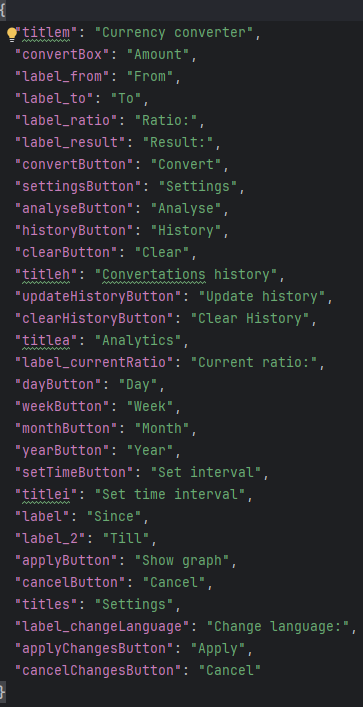 {
"titlem": "Currency converter",
"convertBox": "Amount",
"label_from": "From",
"label_to": "To",
"label_ratio": "Ratio:",
"label_result": "Result:",
"convertButton": "Convert",
"settingsButton": "Settings",
"analyseButton": "Analyse",
"historyButton": "History",
"clearButton": "Clear",
"titleh": "Convertations history",
"updateHistoryButton": "Update history",
"clearHistoryButton": "Clear History",
"titlea": "Analytics",
"label_currentRatio": "Current ratio:",
"dayButton": "Day",
"weekButton": "Week",
"monthButton": "Month",
"yearButton": "Year",
"setTimeButton": "Set interval",
"titlei": "Set time interval",
"label": "Since",
"label_2": "Till",
"applyButton": "Show graph",
"cancelButton": "Cancel",
"titles": "Settings",
"label_changeLanguage": "Change language:",
"applyChangesButton": "Apply",
"cancelChangesButton": "Cancel"
}